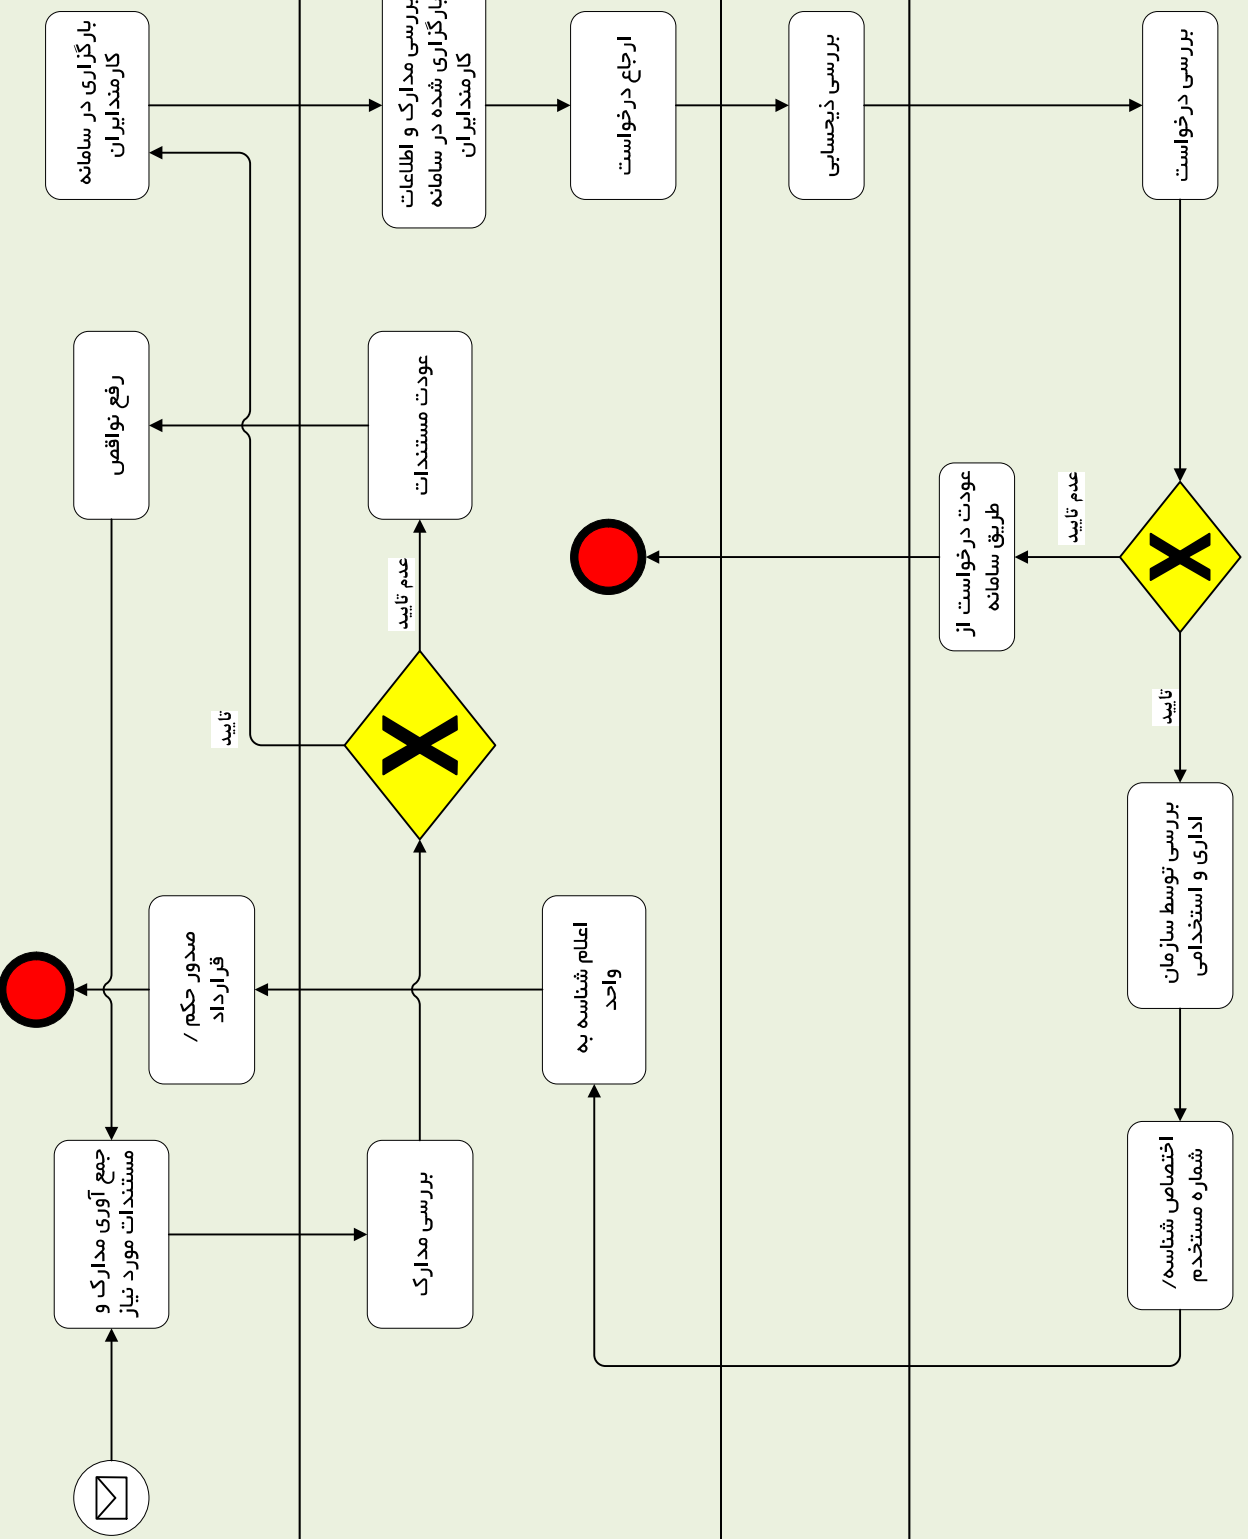 جمع آوری مدارک و
مستندات مورد نیاز
بررسی مدارک
عدم تایید
تایید
عودت مستندات
رفع نواقص
بارگزاری در سامانه
کارمندایران
بررسی مدارک و اطلاعات
بارگزاری شده در سامانه
کارمندایران
ارجاع درخواست
بررسی ذیحسابی
بررسی درخواست
عدم تایید
عودت درخواست از
طریق سامانه
تایید
بررسی توسط سازمان
اداری و استخدامی
اختصاص شناسه/
شماره مستخدم
اعلام شناسه به
واحد
صدور حکم /
قرارداد